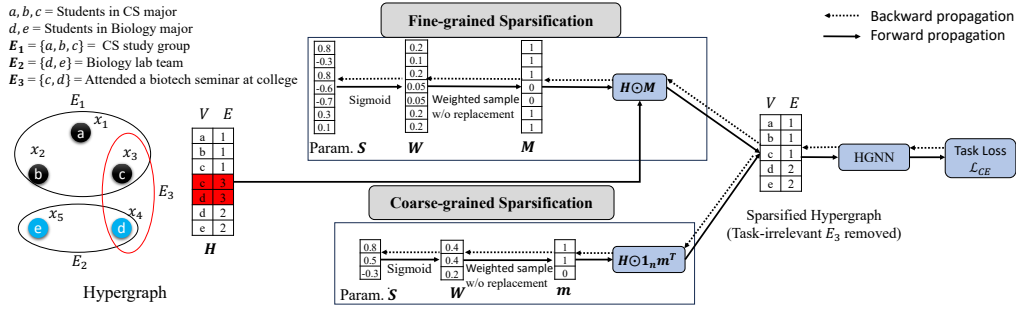 a, b, c = Students in CS major
d, e = Students in Biology major
E₁ = {a, b, c} = CS study group
E₂ = {d, e} = Biology lab team
E₃ = {c, d} = Attended a biotech seminar at college
E₁
x₁
a
x₂
b
x₃
c
E₃
x₅
e
x₄
d
E₂
Hypergraph
V E
a 1
b 1
c 1
c 3
d 3
d 2
e 2
H
Fine-grained Sparsification
0.8
-0.3
0.8
-0.6
-0.7
0.3
0.1
Param. S
Sigmoid
0.2
0.1
0.2
0.05
0.05
0.2
0.2
W
Weighted sample
w/o replacement
1
1
1
0
0
1
1
M
H⊙M
Coarse-grained Sparsification
0.8
0.5
-0.3
Param. S
Sigmoid
0.4
0.4
0.2
W
Weighted sample
w/o replacement
1
1
0
m
H⊙1ₙmᵀ
Backward propagation
Forward propagation
V E
a 1
b 1
c 1
d 2
e 2
Sparsified Hypergraph
(Task-irrelevant E₃ removed)
HGNN
Task Loss
ℒ_CE